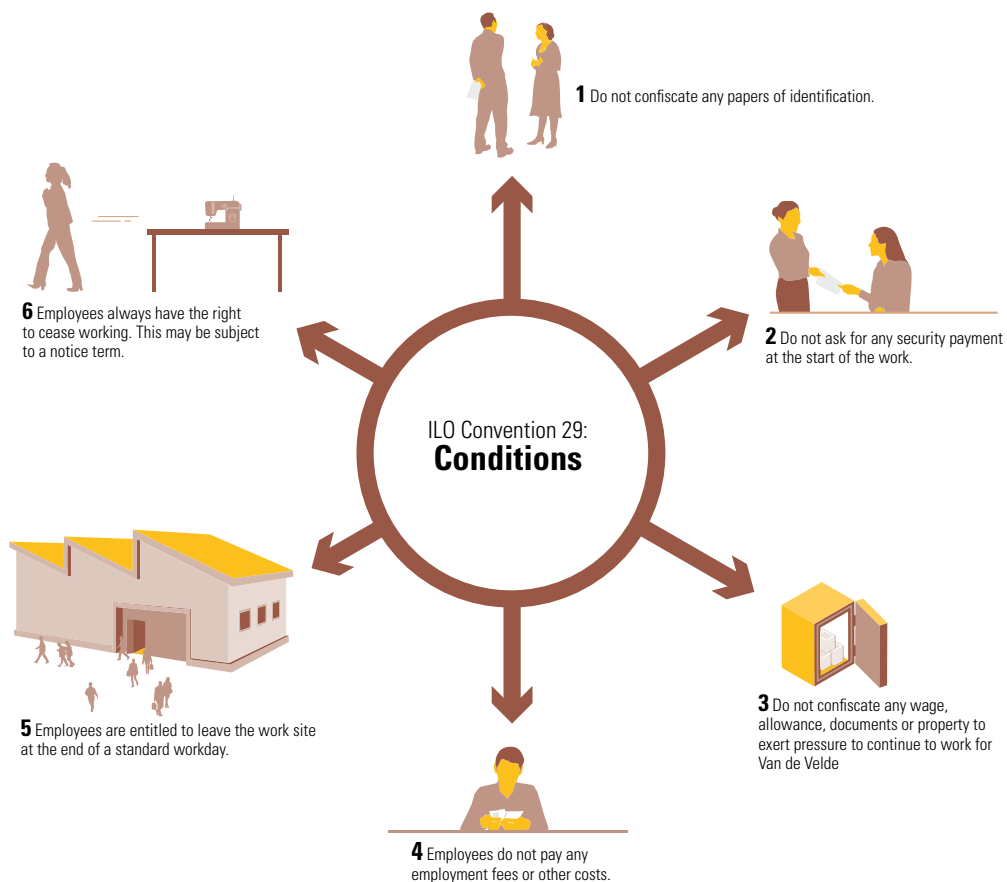 1 Do not confiscate any papers of identification.
2 Do not ask for any security payment
at the start of the work.
3 Do not confiscate any wage,
allowance, documents or property to
exert pressure to continue to work for
Van de Velde
4 Employees do not pay any
employment fees or other costs.
5 Employees are entitled to leave the work site
at the end of a standard workday.
6 Employees always have the right
to cease working. This may be subject
to a notice term.
ILO Convention 29:
Conditions